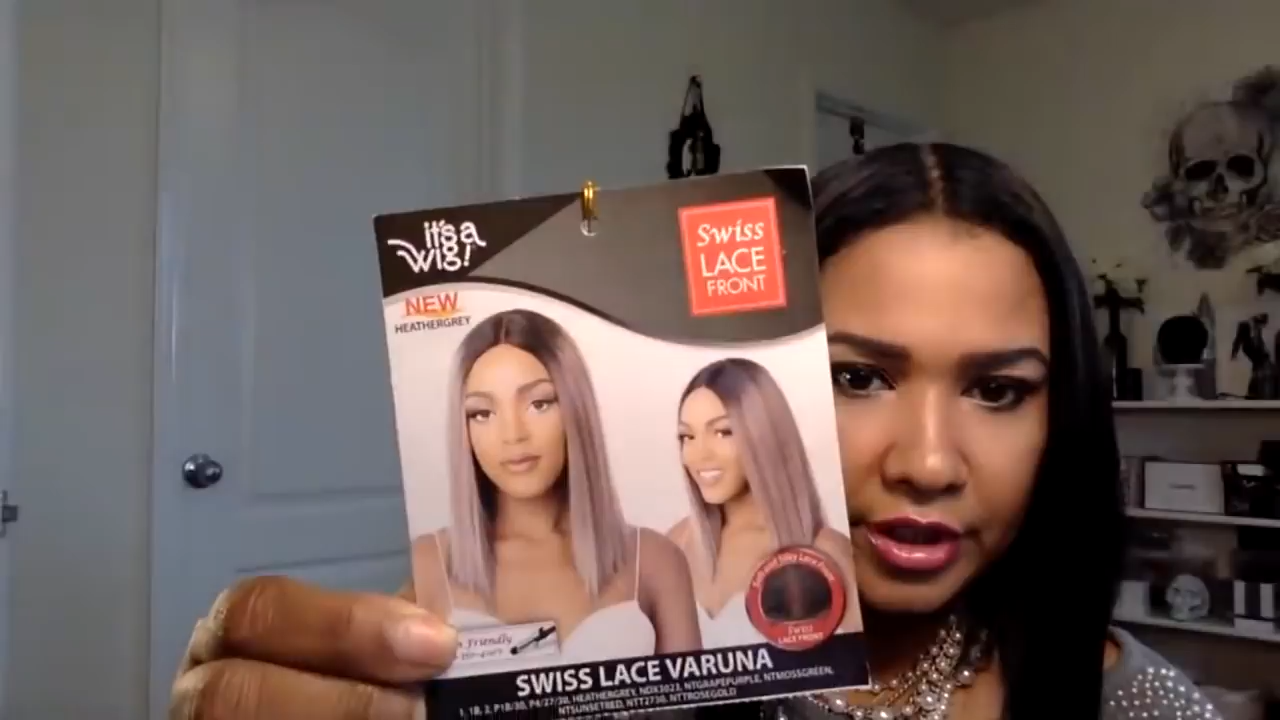 it's a
wig!
Swiss
LACE
FRONT
NEW
HEATHERGREY
Friendly
Swiss
LACE FRONT
SWISS LACE VARUNA
1, 1B, 2, P1B/30, P4/27/30, HEATHERGREY, NDX3023, NTGRAPEPURPLE, NTMOSSGREEN,
NTSUNSETRED, NTT2730, NTTROSEGOLD